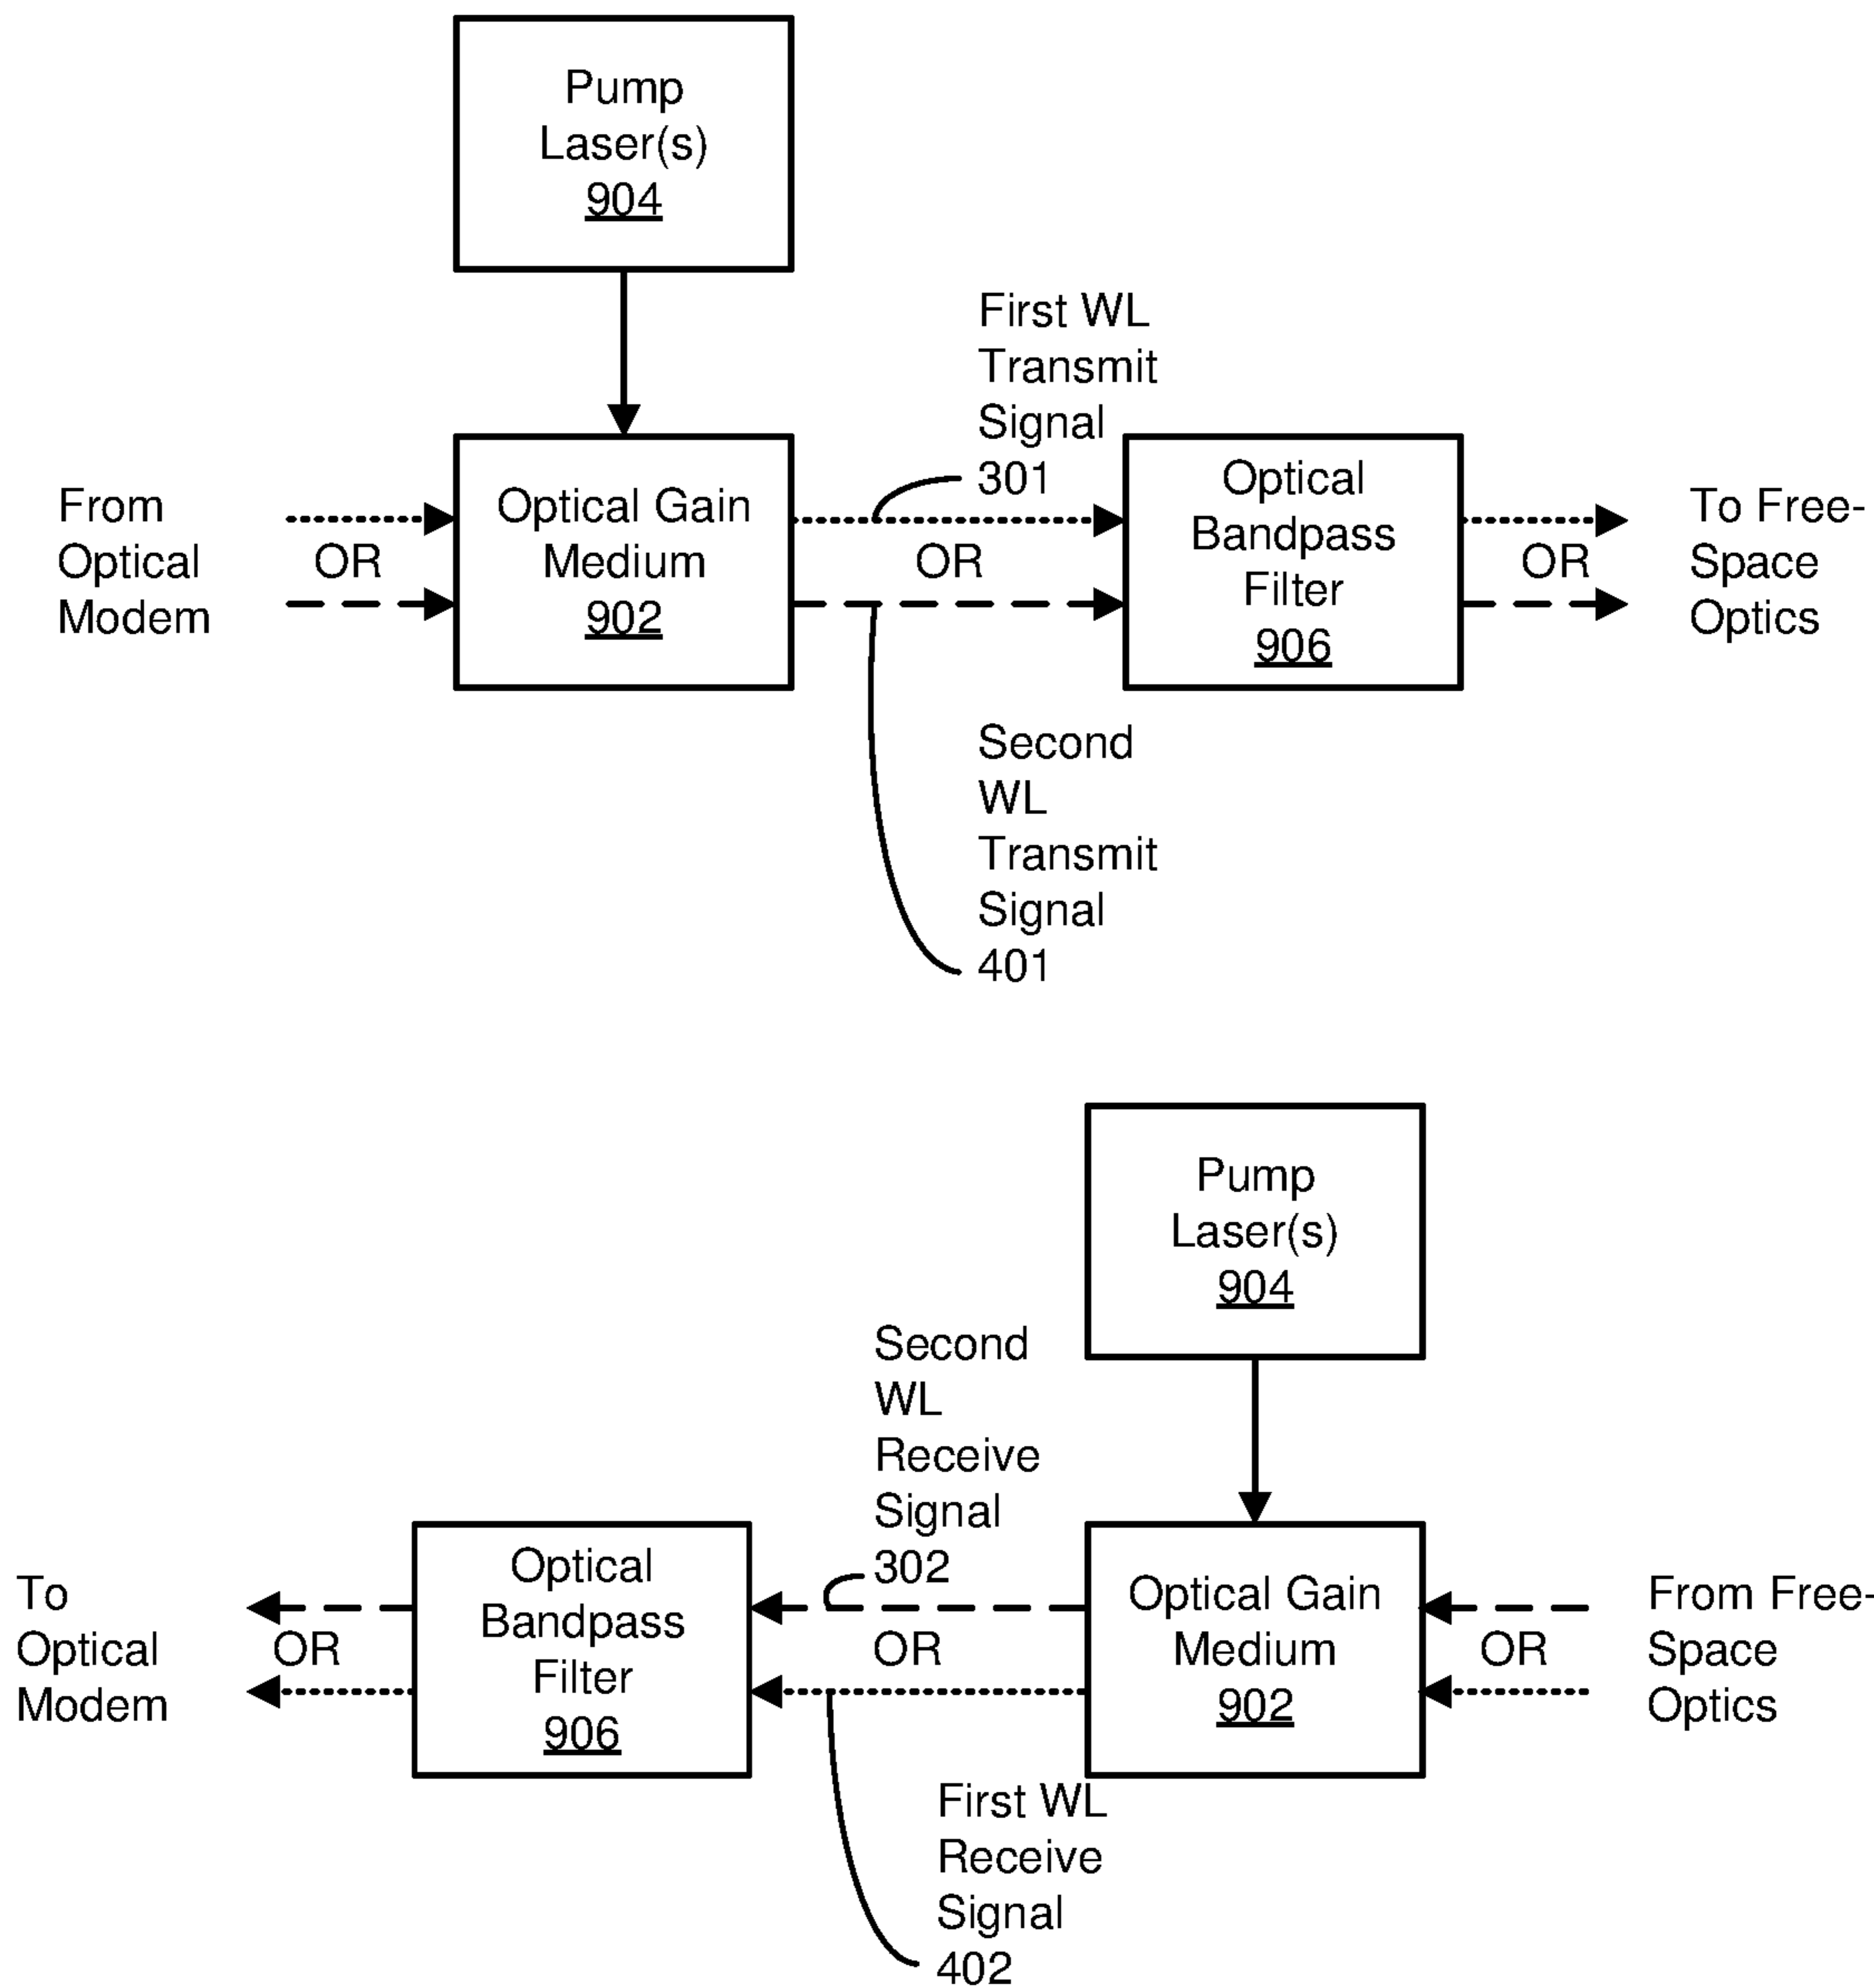 Pump
Laser(s)
904
First WL
Transmit
Signal
301
From
Optical
Modem
OR
Optical Gain
Medium
902
OR
Optical
Bandpass
Filter
906
OR
To Free-
Space
Optics
Second
WL
Transmit
Signal
401
Pump
Laser(s)
904
Second
WL
Receive
Signal
302
To
Optical
Modem
OR
Optical
Bandpass
Filter
906
OR
Optical Gain
Medium
902
OR
From Free-
Space
Optics
First WL
Receive
Signal
402